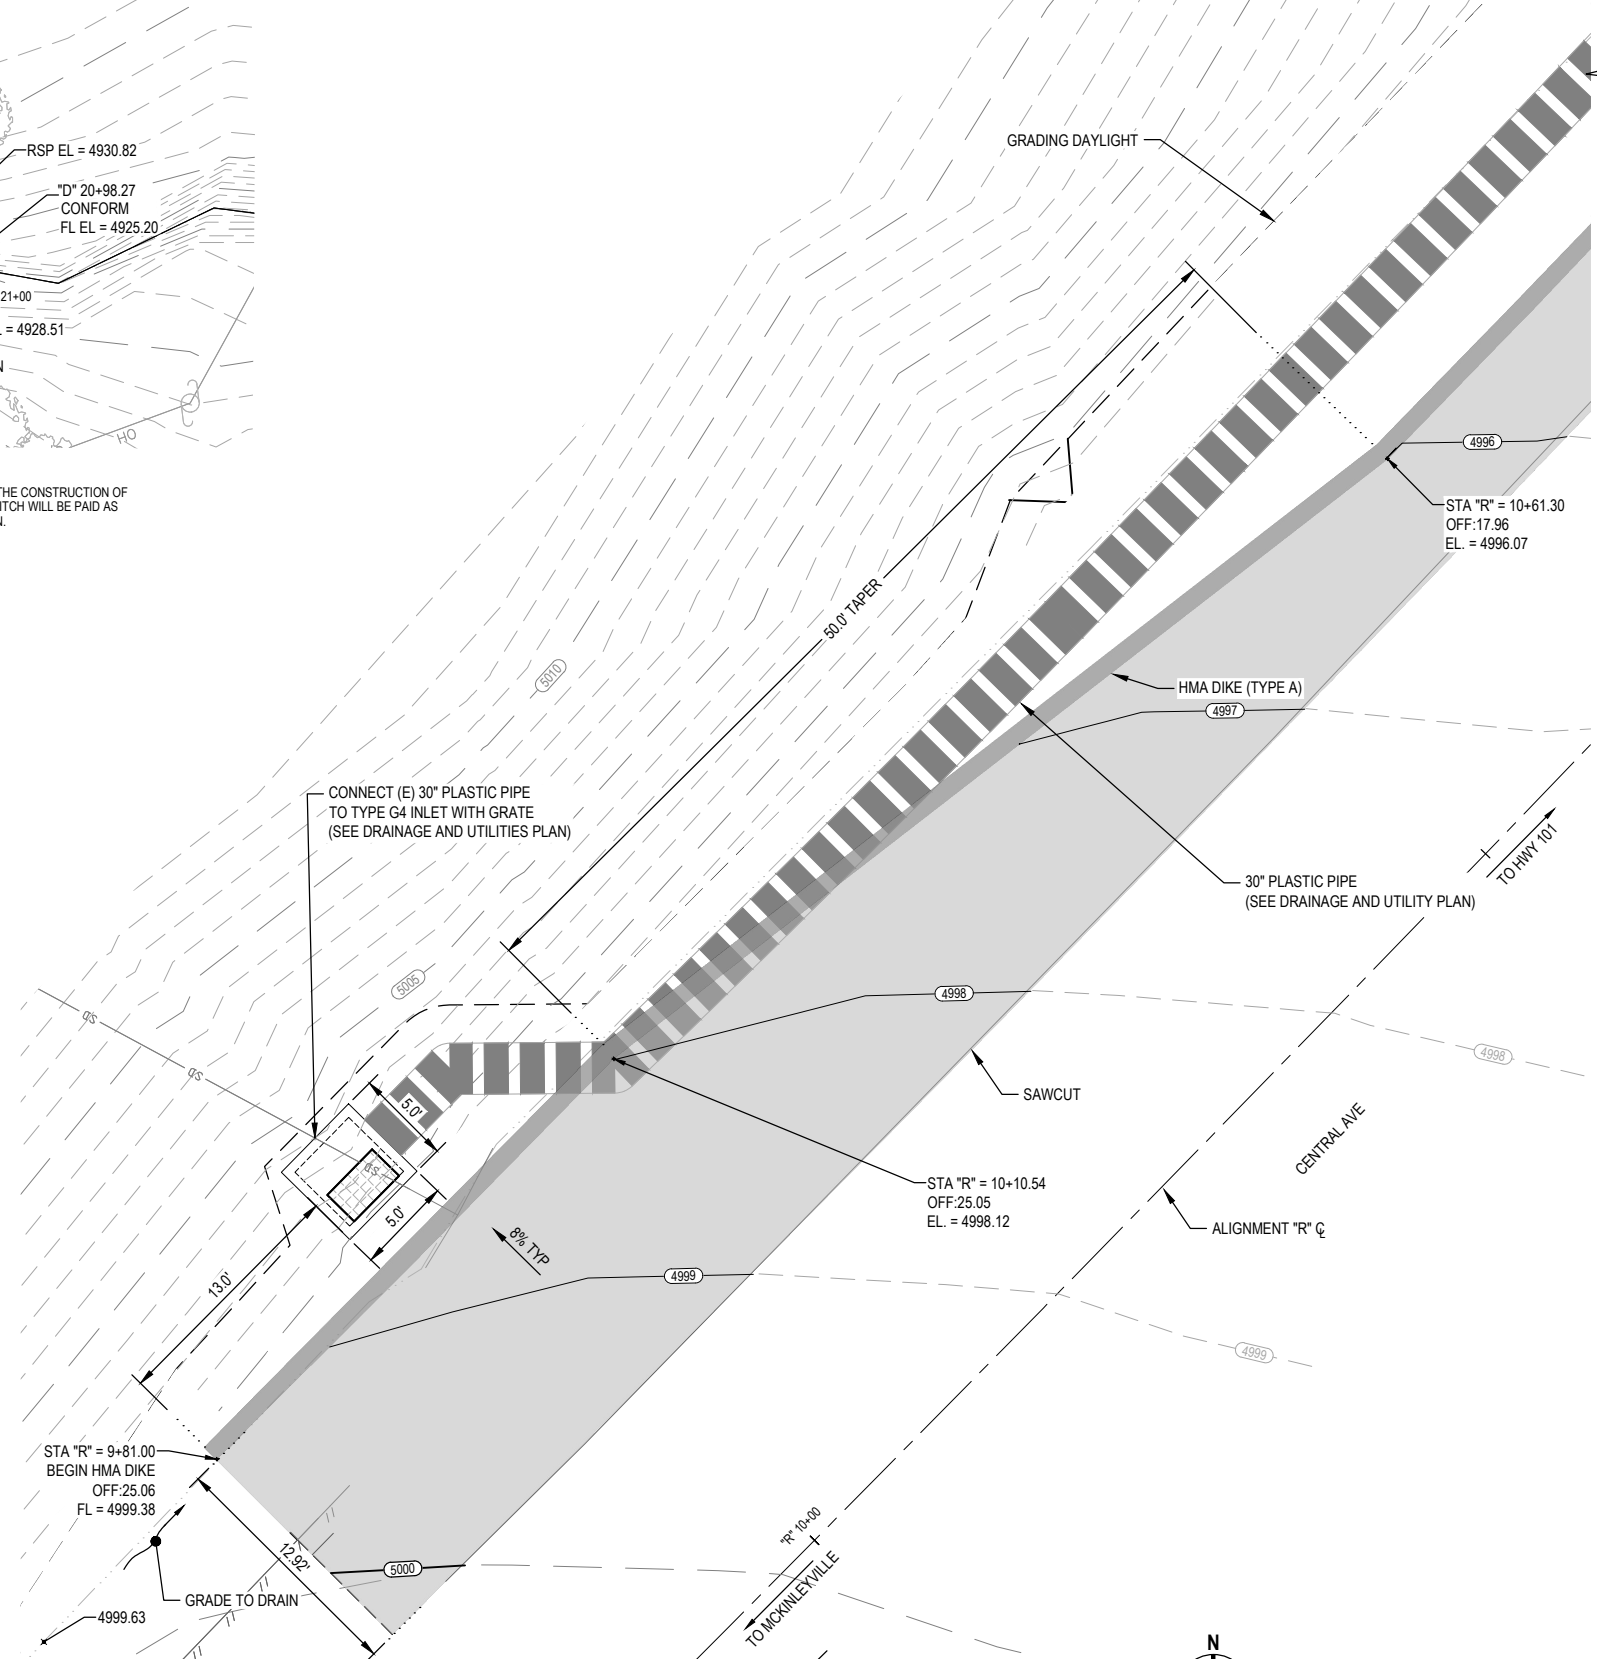 RSP EL = 4930.82
"D" 20+98.27
CONFORM
FL EL = 4925.20
21+00
= 4928.51
OH
THE CONSTRUCTION OF
ITCH WILL BE PAID AS
GRADING DAYLIGHT
4996
STA "R" = 10+61.30
OFF:17.96
EL. = 4996.07
50.0' TAPER
5010
HMA DIKE (TYPE A)
4997
CONNECT (E) 30" PLASTIC PIPE
TO TYPE G4 INLET WITH GRATE
(SEE DRAINAGE AND UTILITIES PLAN)
TO HWY 101
30" PLASTIC PIPE
(SEE DRAINAGE AND UTILITY PLAN)
5005
4998
SD
4998
SD
SAWCUT
5.0'
CENTRAL AVE
SD
STA "R" = 10+10.54
OFF:25.05
EL. = 4998.12
5.0'
8% TYP
ALIGNMENT "R" ℄
4999
13.0'
4999
STA "R" = 9+81.00
BEGIN HMA DIKE
OFF:25.06
FL = 4999.38
"R" 10+00
12.92'
5000
TO MCKINLEYVILLE
GRADE TO DRAIN
4999.63
N